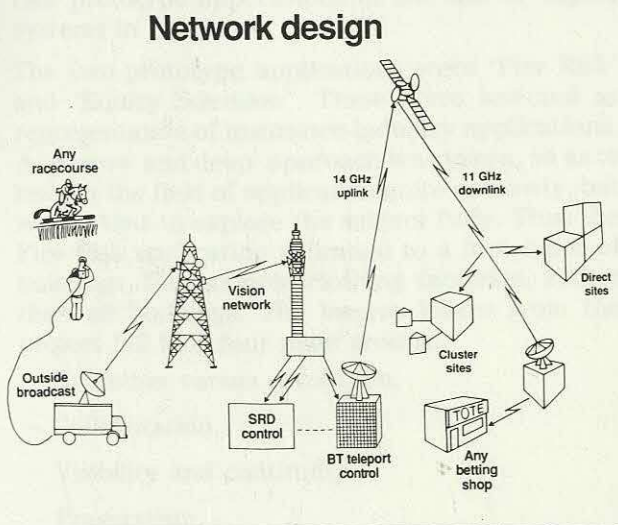 Network design
Any
racecourse
14 GHz
uplink
11 GHz
downlink
Vision
network
Direct
sites
Outside
broadcast
Cluster
sites
SRD
control
BT teleport
control
TOTE
Any
betting
shop